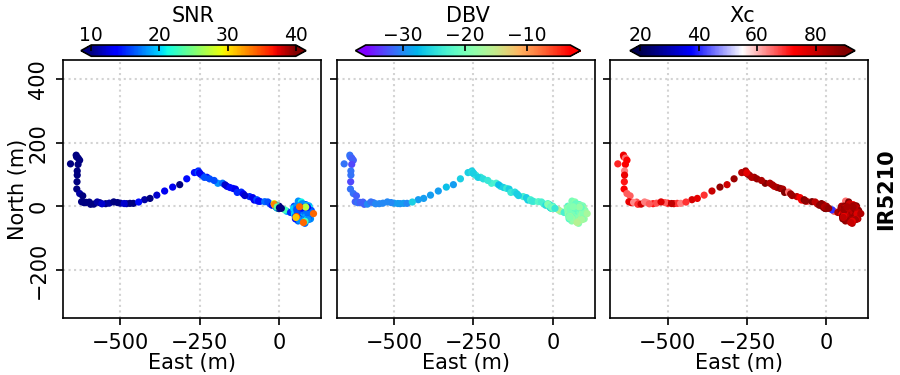 SNR DBV Xc
10 20 30 40 −30 −20 −10 20 40 60 80
400
200
0
−200
North (m)
IR5210
−500 −250 0 −500 −250 0 −500 −250 0
East (m) East (m) East (m)